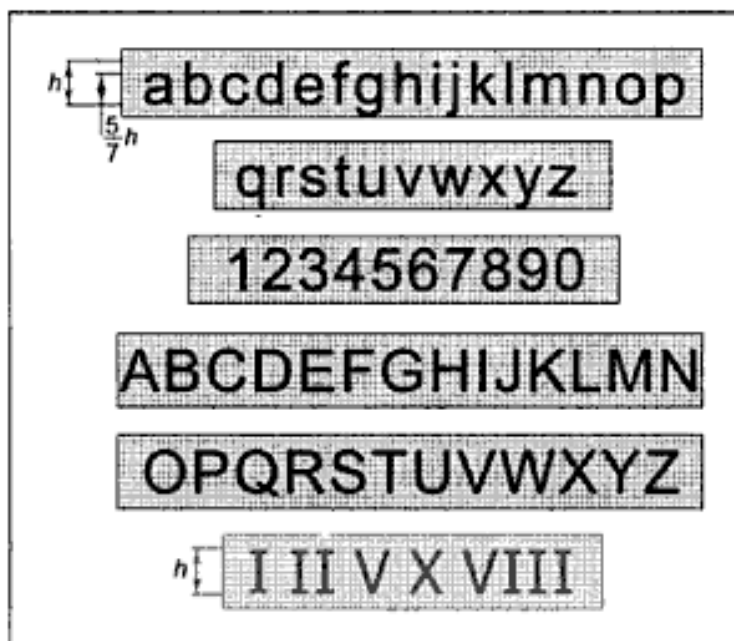 h
abcdefghijklmnop
5/7 h
qrstuvwxyz
1234567890
ABCDEFGHIJKLMN
OPQRSTUVWXYZ
h
I II V X VIII